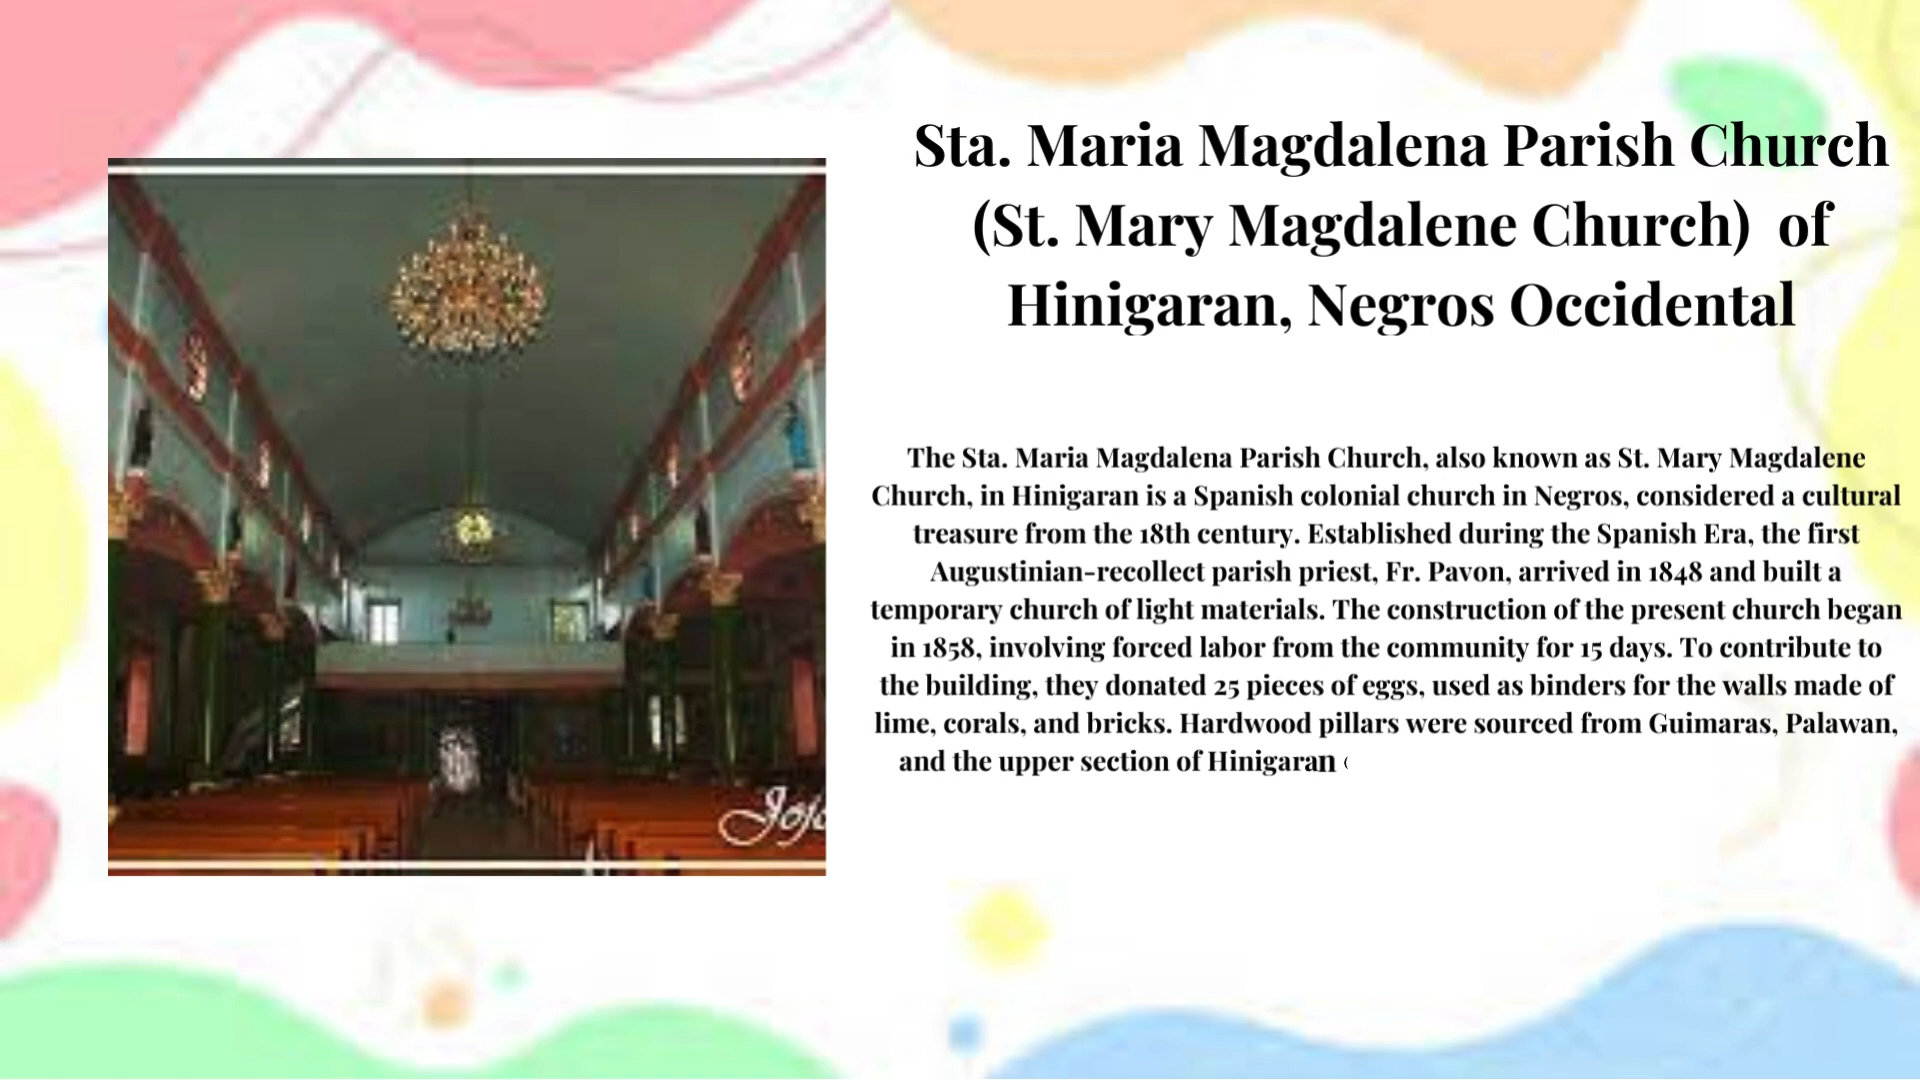 Sta. Maria Magdalena Parish Church
(St. Mary Magdalene Church) of
Hinigaran, Negros Occidental
The Sta. Maria Magdalena Parish Church, also known as St. Mary Magdalene
Church, in Hinigaran is a Spanish colonial church in Negros, considered a cultural
treasure from the 18th century. Established during the Spanish Era, the first
Augustinian-recollect parish priest, Fr. Pavon, arrived in 1848 and built a
temporary church of light materials. The construction of the present church began
in 1858, involving forced labor from the community for 15 days. To contribute to
the building, they donated 25 pieces of eggs, used as binders for the walls made of
lime, corals, and bricks. Hardwood pillars were sourced from Guimaras, Palawan,
and the upper section of Hinigaran